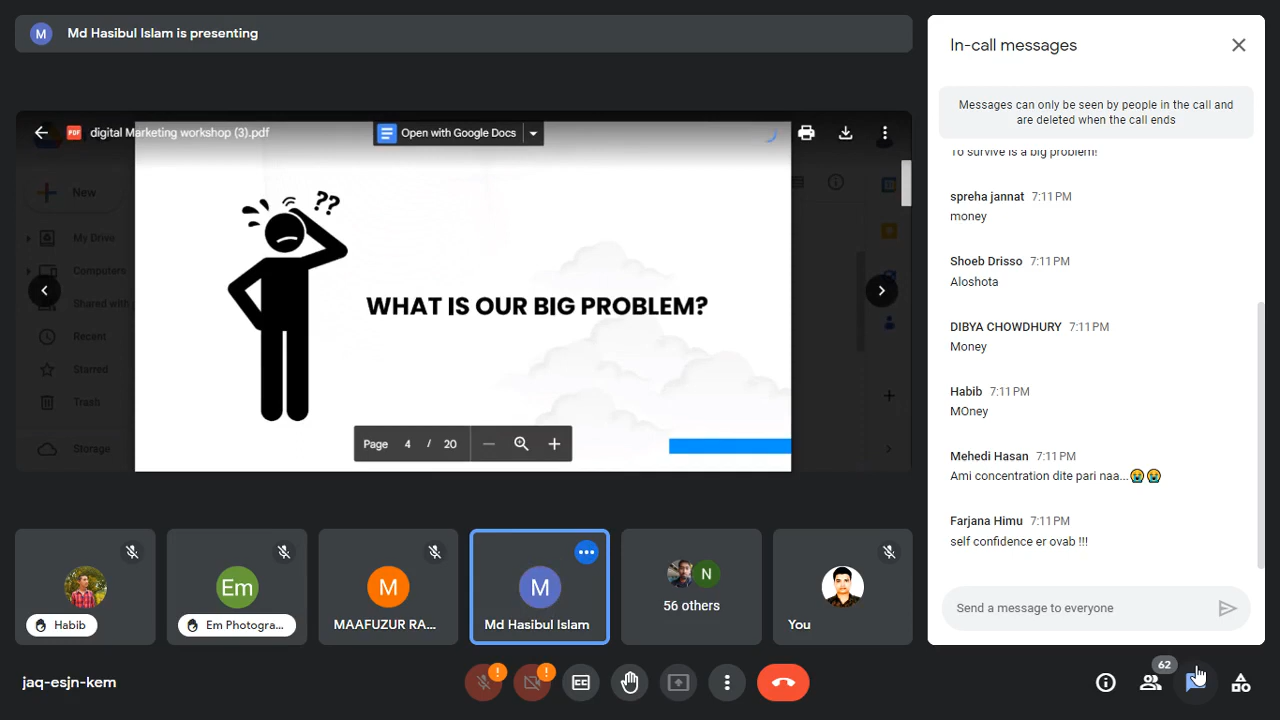 M
Md Hasibul Islam is presenting
PDF
digital Marketing workshop (3).pdf
Open with Google Docs
New
My Drive
Computers
Shared with
Recent
Starred
Trash
Storage
??
WHAT IS OUR BIG PROBLEM?
Page 4 / 20
In-call messages
Messages can only be seen by people in the call and
are deleted when the call ends
To survive is a big problem!
spreha jannat 7:11 PM
money
Shoeb Drisso 7:11 PM
Aloshota
DIBYA CHOWDHURY 7:11 PM
Money
Habib 7:11 PM
MOney
Mehedi Hasan 7:11 PM
Ami concentration dite pari naa...😭😭
Farjana Himu 7:11 PM
self confidence er ovab !!!
Send a message to everyone
Habib
Em
Em Photogra...
M
MAAFUZUR RA...
M
Md Hasibul Islam
N
56 others
You
jaq-esjn-kem
!
!
CC
62